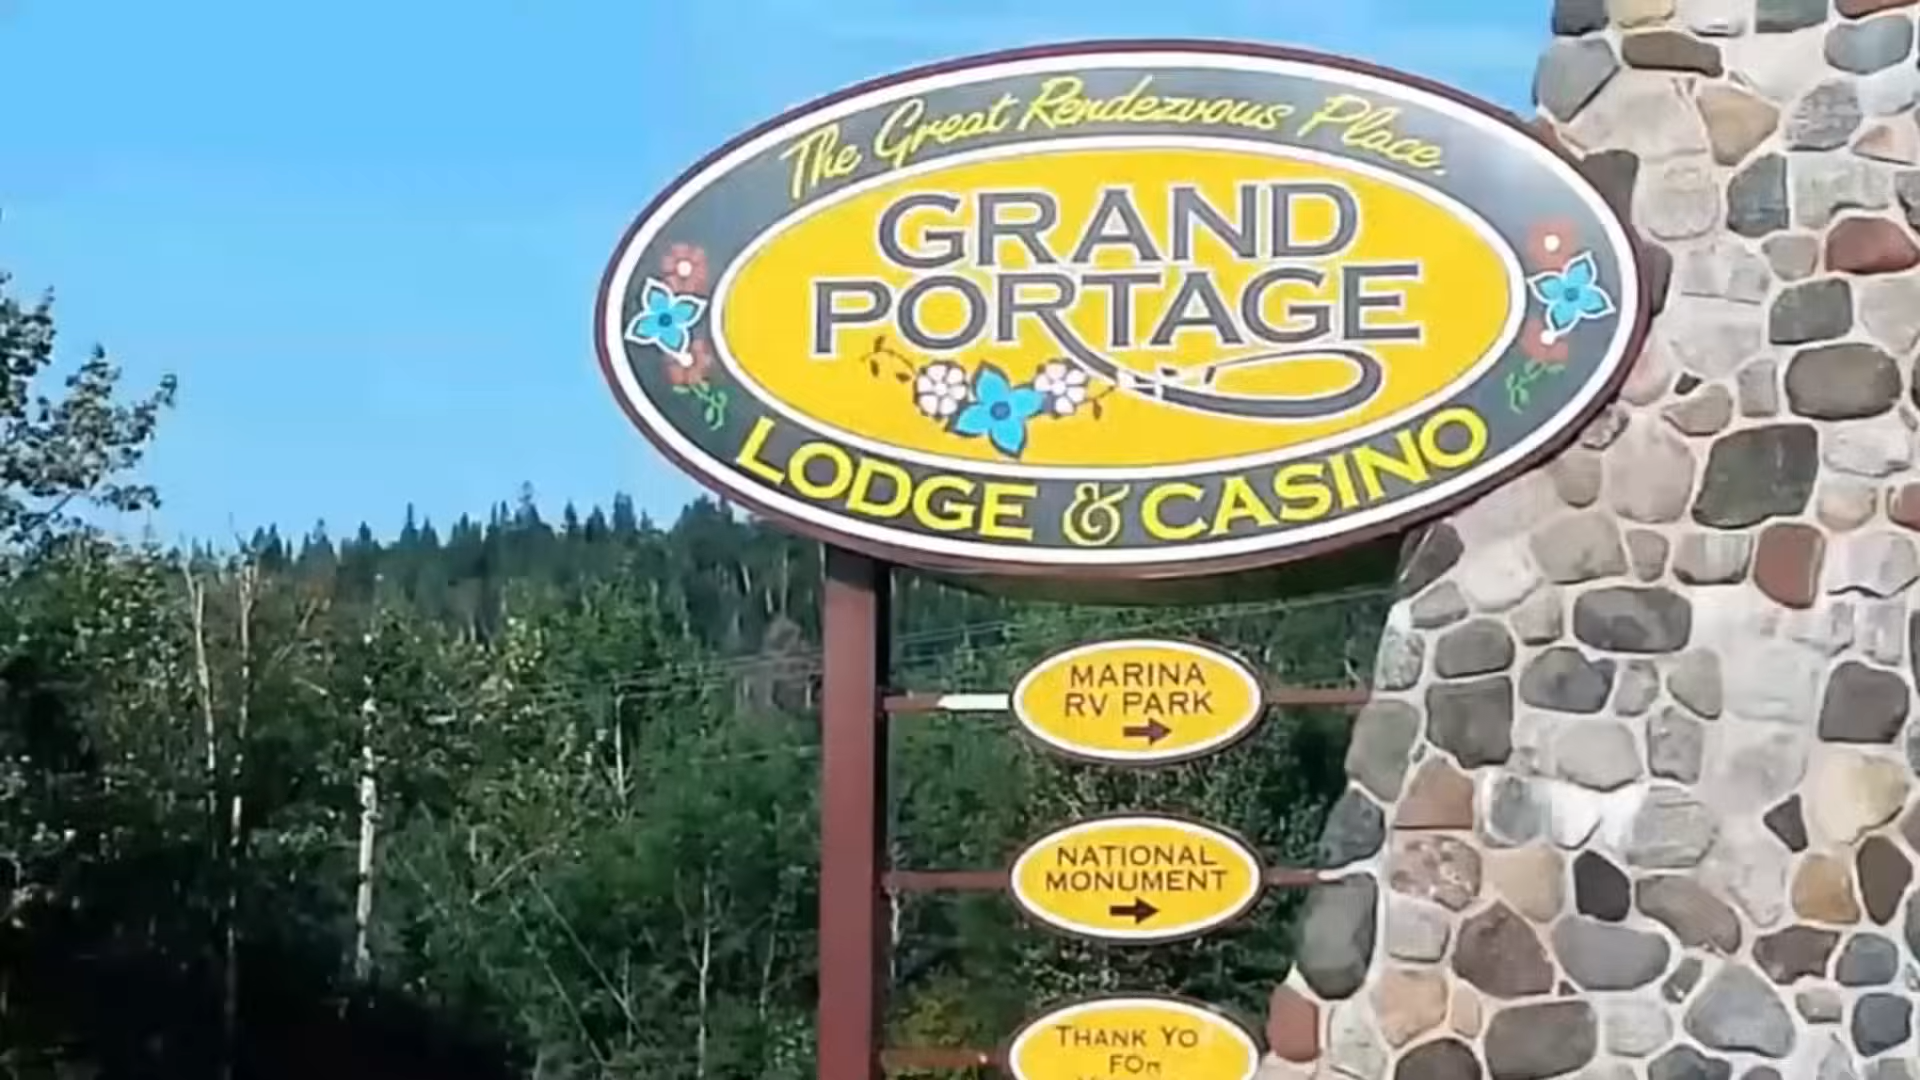 The Great Rendezvous Place.
GRAND
PORTAGE
LODGE & CASINO
MARINA
RV PARK
NATIONAL
MONUMENT
THANK YO
FOR